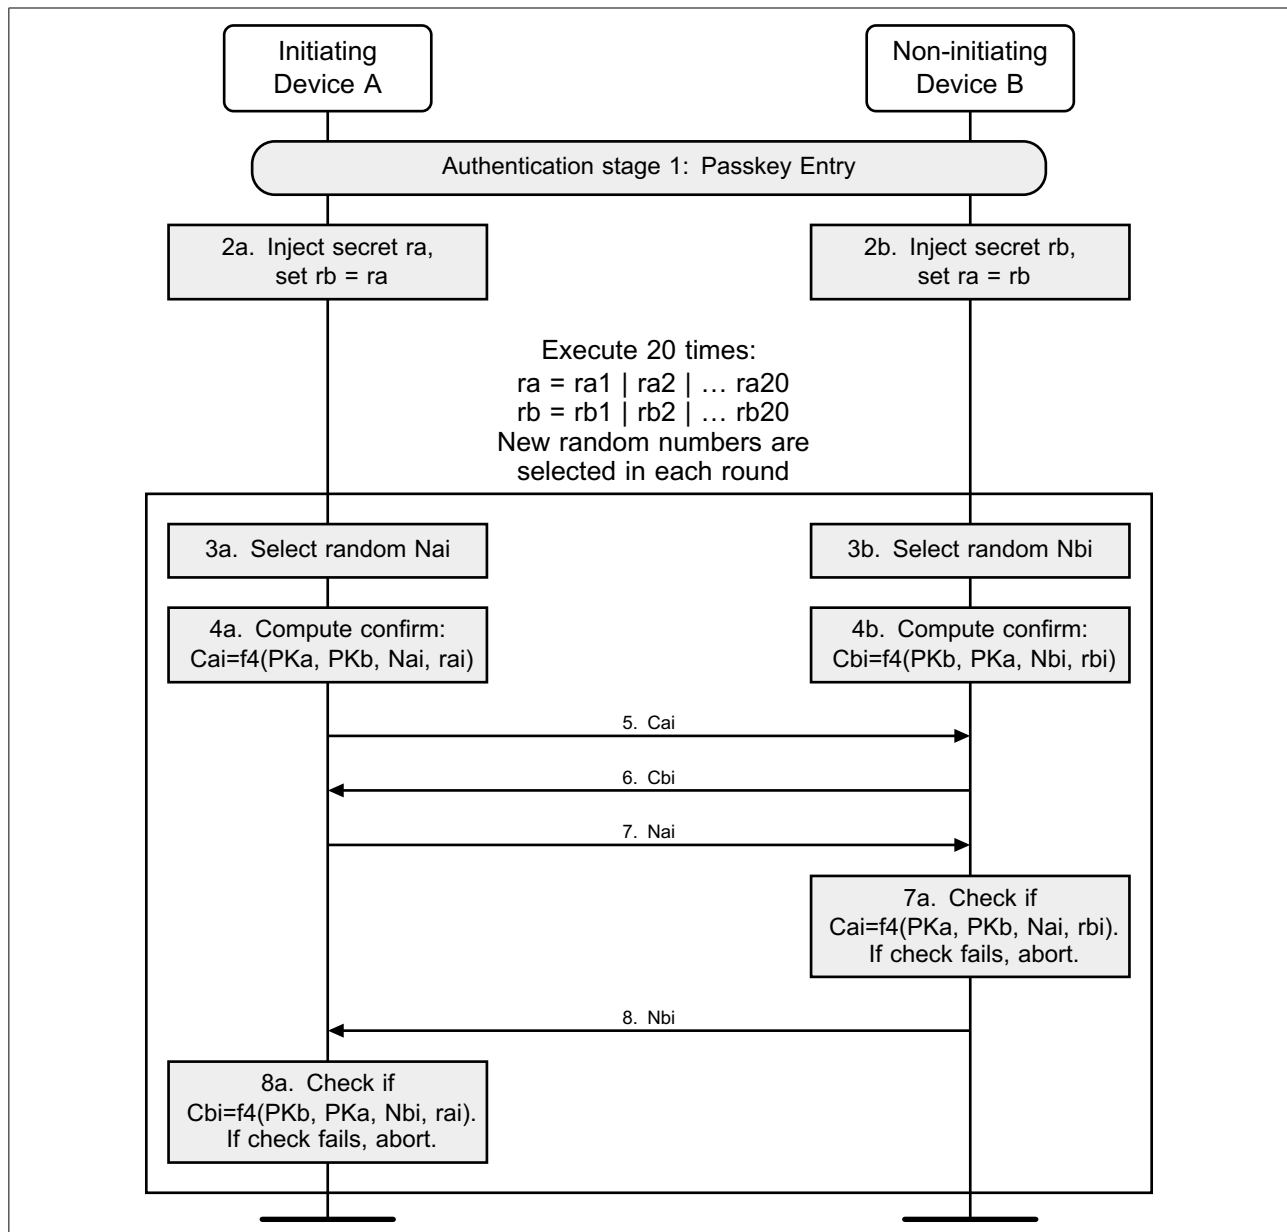 Initiating
Device A
Non-initiating
Device B
Authentication stage 1: Passkey Entry
2a. Inject secret ra,
set rb = ra
2b. Inject secret rb,
set ra = rb
Execute 20 times:
ra = ra1 | ra2 | … ra20
rb = rb1 | rb2 | … rb20
New random numbers are
selected in each round
3a. Select random Nai
3b. Select random Nbi
4a. Compute confirm:
Cai=f4(PKa, PKb, Nai, rai)
4b. Compute confirm:
Cbi=f4(PKb, PKa, Nbi, rbi)
5. Cai
6. Cbi
7. Nai
7a. Check if
Cai=f4(PKa, PKb, Nai, rbi).
If check fails, abort.
8. Nbi
8a. Check if
Cbi=f4(PKb, PKa, Nbi, rai).
If check fails, abort.